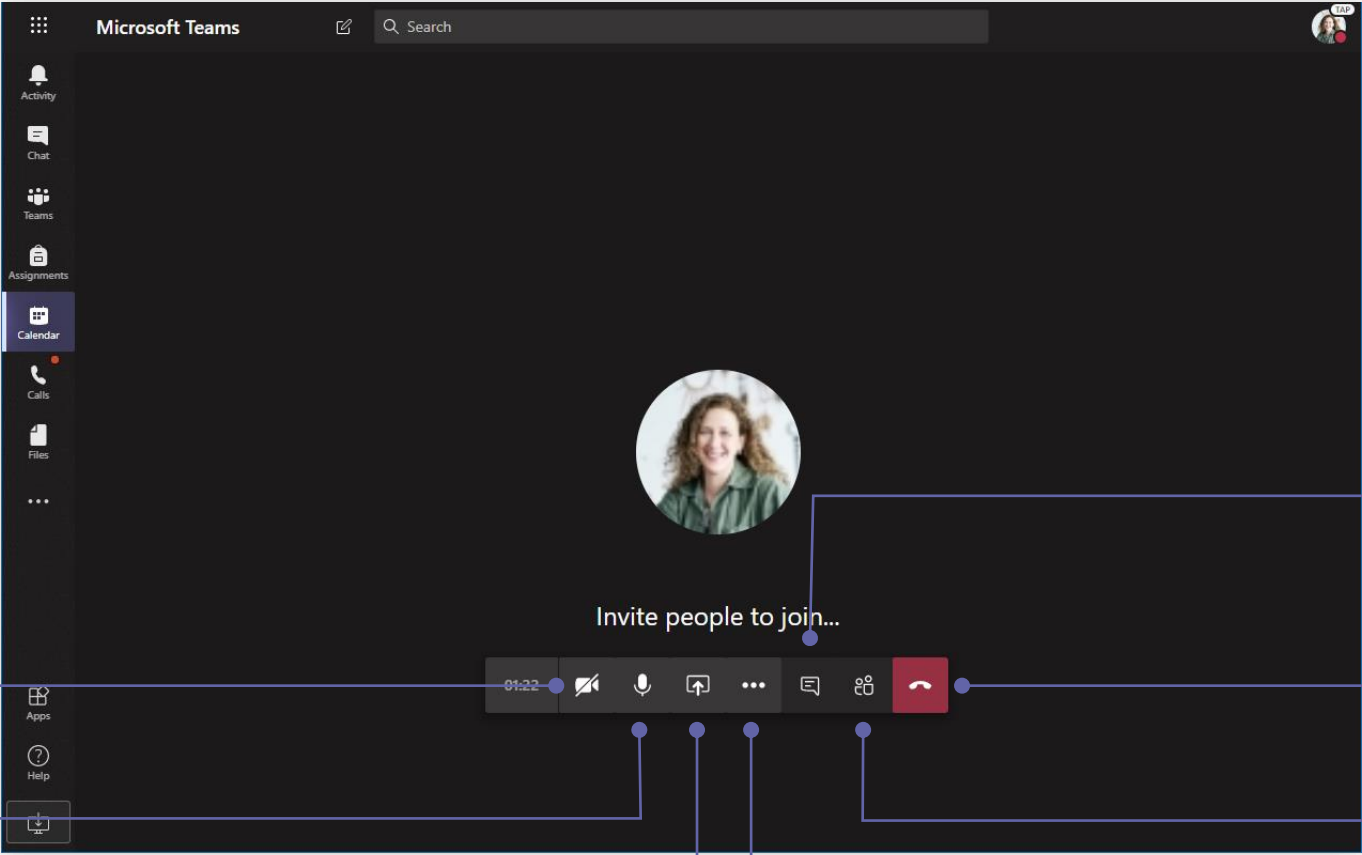 Microsoft Teams
Search
TAP
Activity
Chat
Teams
Assignments
Calendar
Calls
Files
Invite people to join...
01:22
Apps
Help